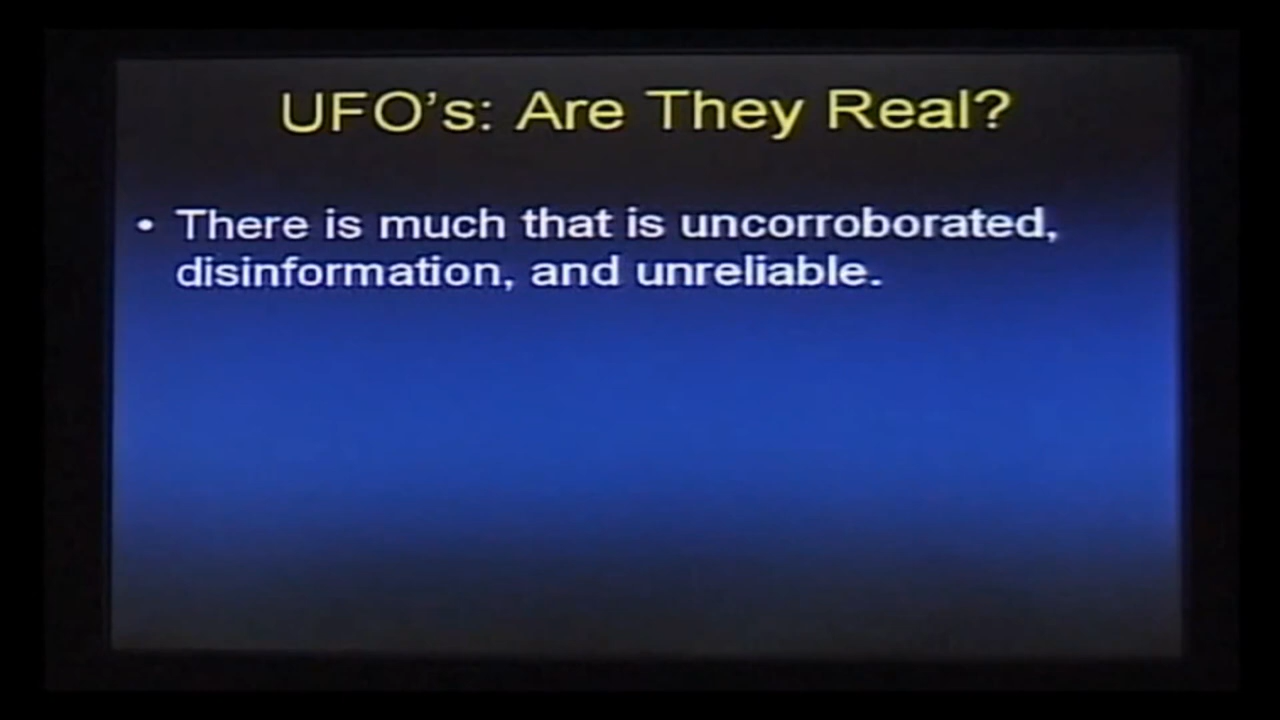 UFO's: Are They Real?
• There is much that is uncorroborated,
disinformation, and unreliable.